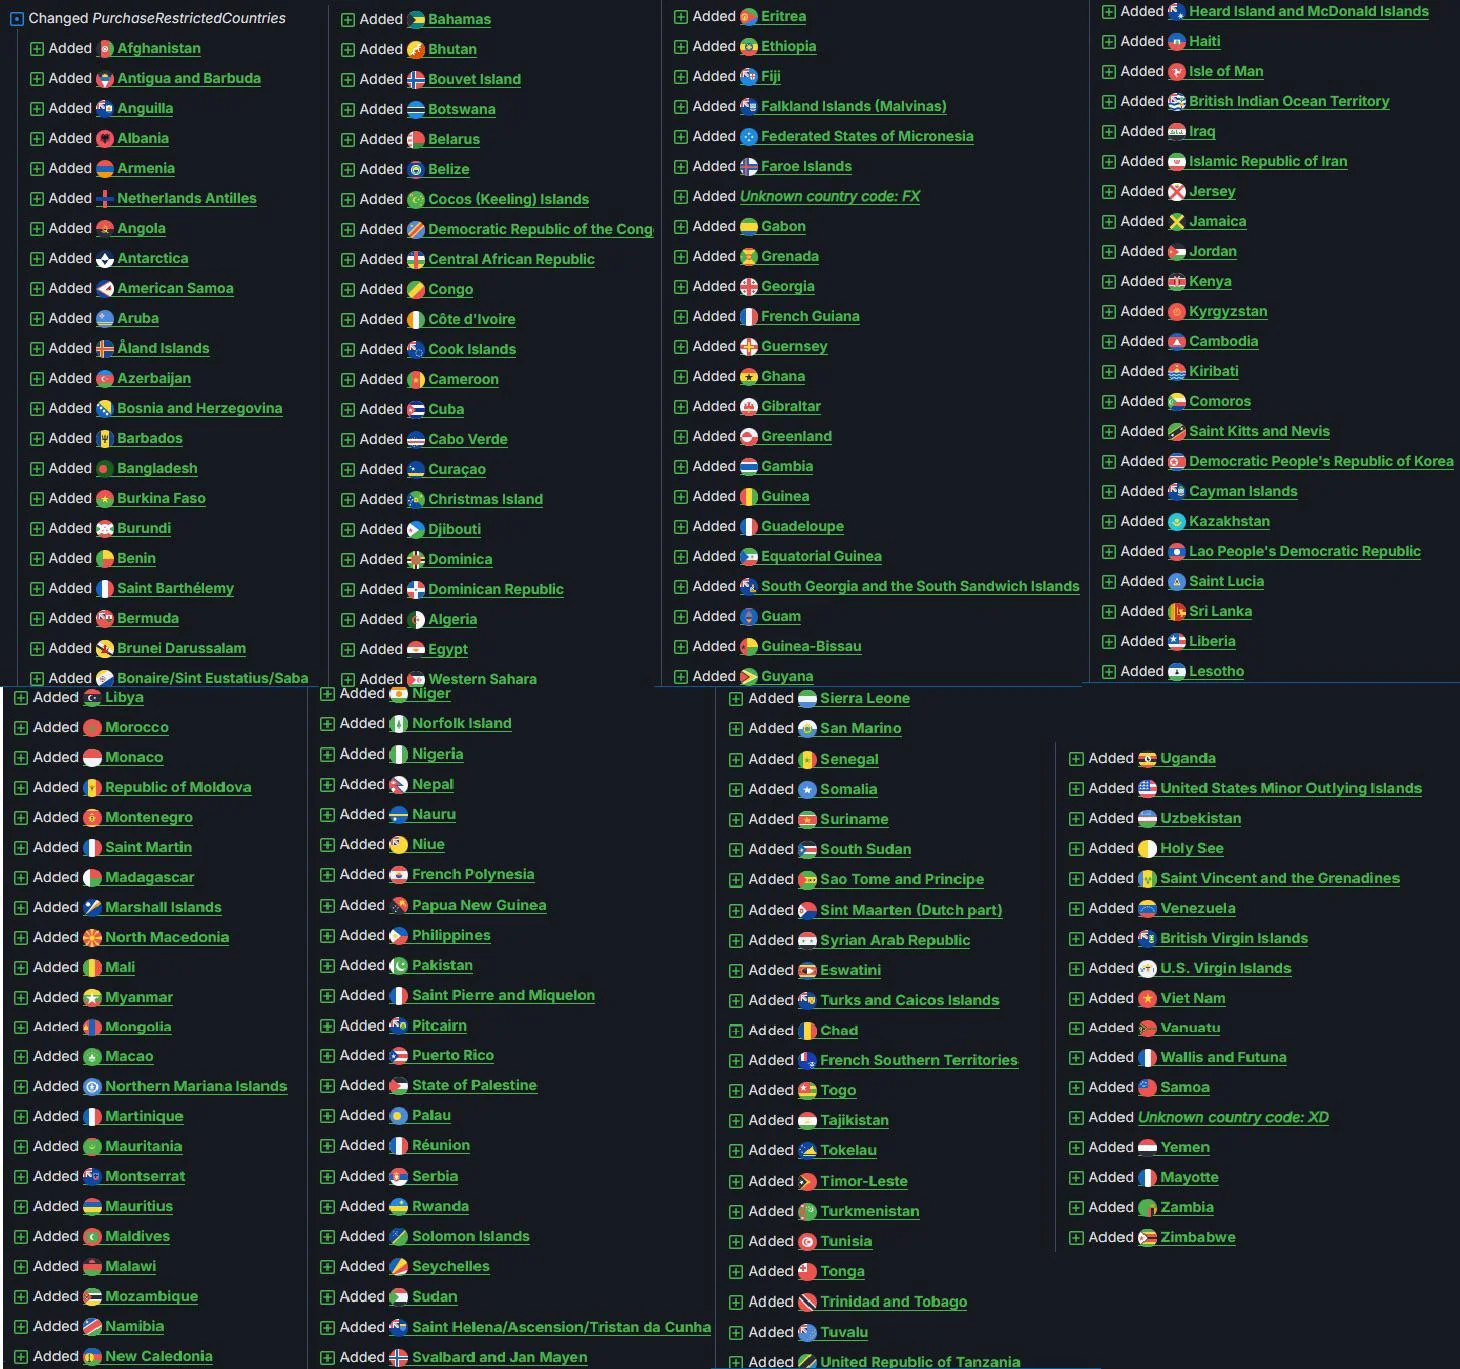 Changed PurchaseRestrictedCountries
Added Afghanistan
Added Antigua and Barbuda
Added Anguilla
Added Albania
Added Armenia
Added Netherlands Antilles
Added Angola
Added Antarctica
Added American Samoa
Added Aruba
Added Åland Islands
Added Azerbaijan
Added Bosnia and Herzegovina
Added Barbados
Added Bangladesh
Added Burkina Faso
Added Burundi
Added Benin
Added Saint Barthélemy
Added Bermuda
Added Brunei Darussalam
Added Bonaire/Sint Eustatius/Saba
Added Bahamas
Added Bhutan
Added Bouvet Island
Added Botswana
Added Belarus
Added Belize
Added Cocos (Keeling) Islands
Added Democratic Republic of the Cong
Added Central African Republic
Added Congo
Added Côte d'Ivoire
Added Cook Islands
Added Cameroon
Added Cuba
Added Cabo Verde
Added Curaçao
Added Christmas Island
Added Djibouti
Added Dominica
Added Dominican Republic
Added Algeria
Added Egypt
Added Western Sahara
Added Eritrea
Added Ethiopia
Added Fiji
Added Falkland Islands (Malvinas)
Added Federated States of Micronesia
Added Faroe Islands
Added Unknown country code: FX
Added Gabon
Added Grenada
Added Georgia
Added French Guiana
Added Guernsey
Added Ghana
Added Gibraltar
Added Greenland
Added Gambia
Added Guinea
Added Guadeloupe
Added Equatorial Guinea
Added South Georgia and the South Sandwich Islands
Added Guam
Added Guinea-Bissau
Added Guyana
Added Heard Island and McDonald Islands
Added Haiti
Added Isle of Man
Added British Indian Ocean Territory
Added Iraq
Added Islamic Republic of Iran
Added Jersey
Added Jamaica
Added Jordan
Added Kenya
Added Kyrgyzstan
Added Cambodia
Added Kiribati
Added Comoros
Added Saint Kitts and Nevis
Added Democratic People's Republic of Korea
Added Cayman Islands
Added Kazakhstan
Added Lao People's Democratic Republic
Added Saint Lucia
Added Sri Lanka
Added Liberia
Added Lesotho
Added Libya
Added Morocco
Added Monaco
Added Republic of Moldova
Added Montenegro
Added Saint Martin
Added Madagascar
Added Marshall Islands
Added North Macedonia
Added Mali
Added Myanmar
Added Mongolia
Added Macao
Added Northern Mariana Islands
Added Martinique
Added Mauritania
Added Montserrat
Added Mauritius
Added Maldives
Added Malawi
Added Mozambique
Added Namibia
Added New Caledonia
Added Niger
Added Norfolk Island
Added Nigeria
Added Nepal
Added Nauru
Added Niue
Added French Polynesia
Added Papua New Guinea
Added Philippines
Added Pakistan
Added Saint Pierre and Miquelon
Added Pitcairn
Added Puerto Rico
Added State of Palestine
Added Palau
Added Réunion
Added Serbia
Added Rwanda
Added Solomon Islands
Added Seychelles
Added Sudan
Added Saint Helena/Ascension/Tristan da Cunha
Added Svalbard and Jan Mayen
Added Sierra Leone
Added San Marino
Added Senegal
Added Somalia
Added Suriname
Added South Sudan
Added Sao Tome and Principe
Added Sint Maarten (Dutch part)
Added Syrian Arab Republic
Added Eswatini
Added Turks and Caicos Islands
Added Chad
Added French Southern Territories
Added Togo
Added Tajikistan
Added Tokelau
Added Timor-Leste
Added Turkmenistan
Added Tunisia
Added Tonga
Added Trinidad and Tobago
Added Tuvalu
Added United Republic of Tanzania
Added Uganda
Added United States Minor Outlying Islands
Added Uzbekistan
Added Holy See
Added Saint Vincent and the Grenadines
Added Venezuela
Added British Virgin Islands
Added U.S. Virgin Islands
Added Viet Nam
Added Vanuatu
Added Wallis and Futuna
Added Samoa
Added Unknown country code: XD
Added Yemen
Added Mayotte
Added Zambia
Added Zimbabwe